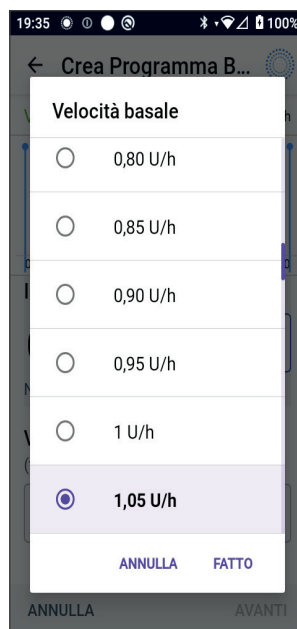 19:35 100%
← Crea Programma B...
Velocità basale
0,80 U/h
0,85 U/h
0,90 U/h
0,95 U/h
1 U/h
1,05 U/h
ANNULLA FATTO
ANNULLA AVANTI